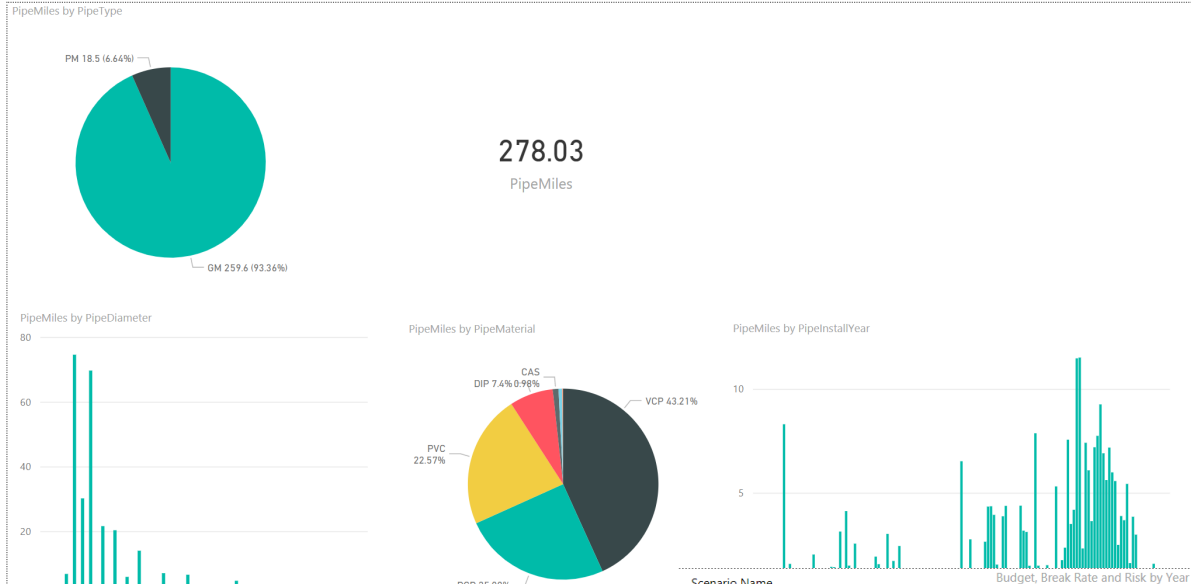 PipeMiles by PipeType
PM 18.5 (6.64%)
278.03
PipeMiles
GM 259.6 (93.36%)
PipeMiles by PipeDiameter
80
60
40
20
PipeMiles by PipeMaterial
CAS
DIP 7.4% 0.98%
VCP 43.21%
PVC
22.57%
PipeMiles by PipeInstallYear
10
5
Scenario Name
Budget, Break Rate and Risk by Year